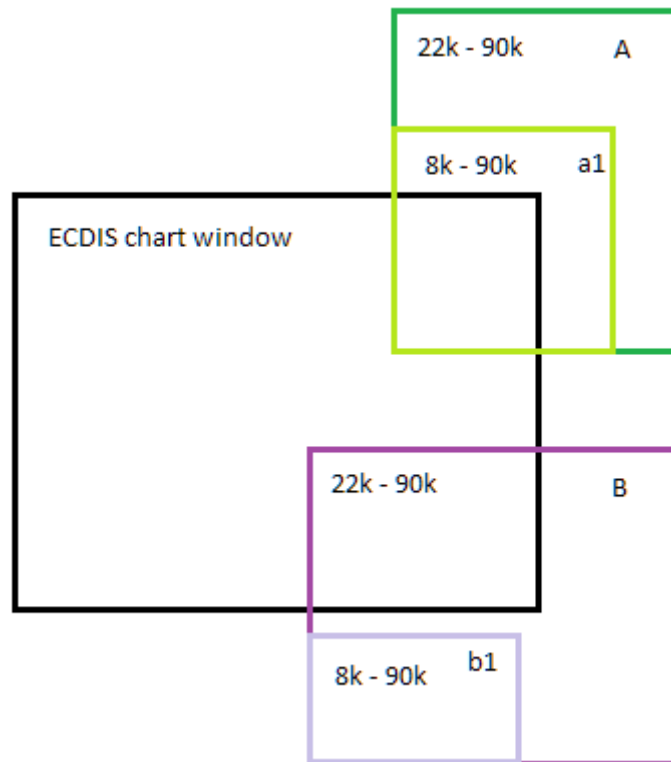 22k - 90k
A
8k - 90k
a1
ECDIS chart window
22k - 90k
B
8k - 90k
b1